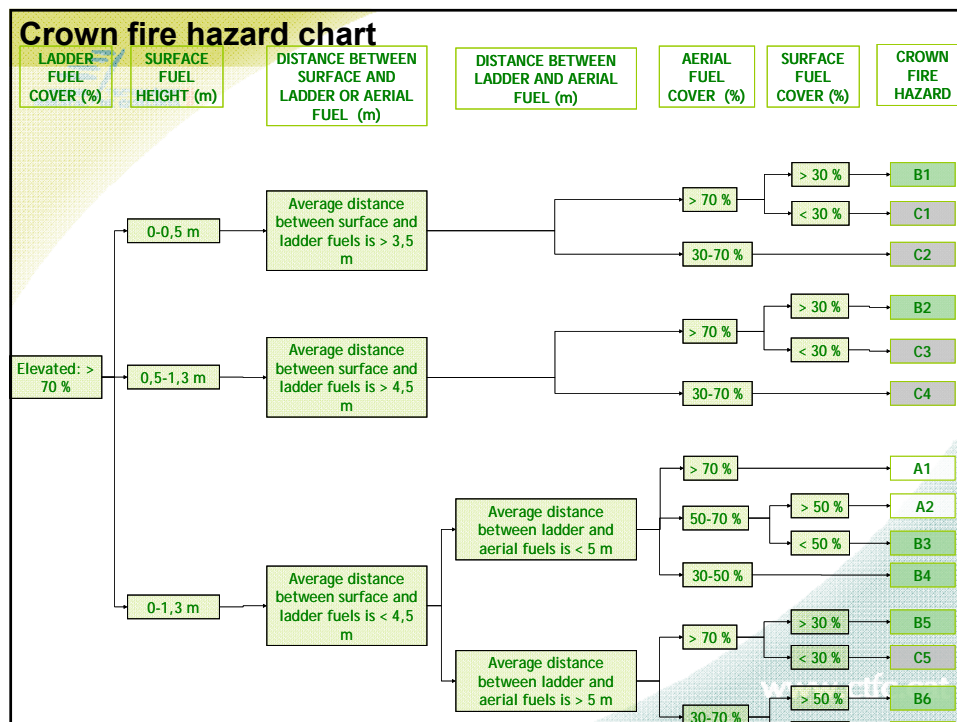 Crown fire hazard chart
LADDER
FUEL
COVER (%)
SURFACE
FUEL
HEIGHT (m)
DISTANCE BETWEEN
SURFACE AND
LADDER OR AERIAL
FUEL (m)
DISTANCE BETWEEN
LADDER AND AERIAL
FUEL (m)
AERIAL
FUEL
COVER (%)
SURFACE
FUEL
COVER (%)
CROWN
FIRE
HAZARD
Elevated: >
70 %
0-0,5 m
Average distance
between surface and
ladder fuels is > 3,5
m
> 70 %
> 30 %
B1
< 30 %
C1
30-70 %
C2
0,5-1,3 m
Average distance
between surface and
ladder fuels is > 4,5
m
> 70 %
> 30 %
B2
< 30 %
C3
30-70 %
C4
0-1,3 m
Average distance
between surface and
ladder fuels is < 4,5
m
Average distance
between ladder and
aerial fuels is < 5 m
> 70 %
A1
50-70 %
> 50 %
A2
< 50 %
B3
30-50 %
B4
Average distance
between ladder and
aerial fuels is > 5 m
> 70 %
> 30 %
B5
< 30 %
C5
30-70 %
> 50 %
B6